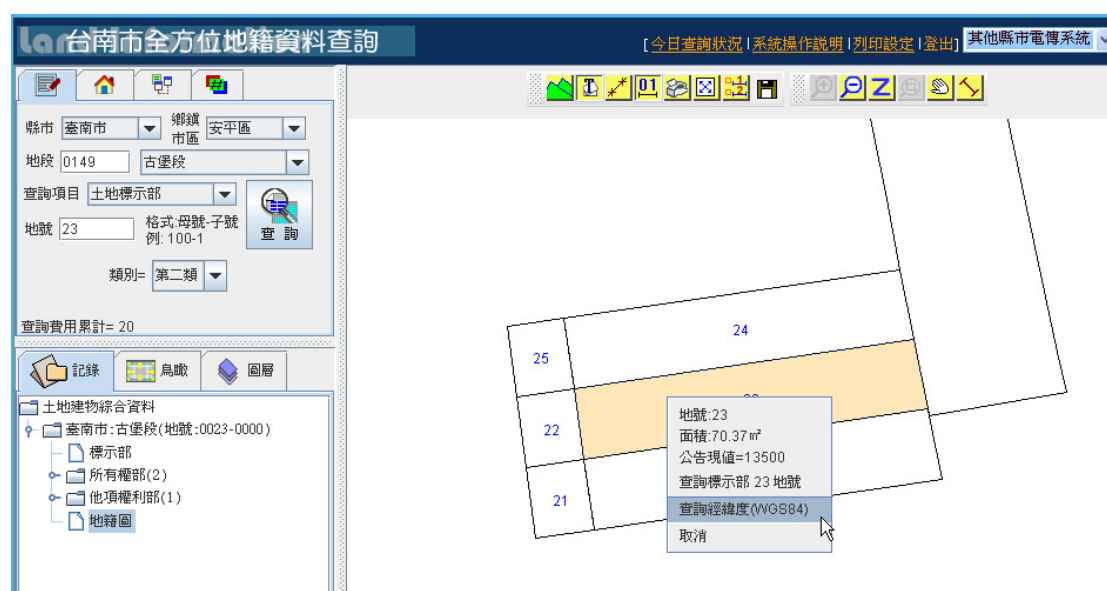 台南市全方位地籍資料查詢
[今日查詢狀況 | 系統操作說明 | 列印設定 | 登出]
其他縣市電傳系統
縣市 臺南市 鄉鎮市區 安平區
地段 0149 古堡段
查詢項目 土地標示部
地號 23 格式:母號-子號
例: 100-1
查 詢
類別= 第二類
查詢費用累計= 20
記錄 鳥瞰 圖層
土地建物綜合資料
臺南市:古堡段(地號:0023-0000)
標示部
所有權部(2)
他項權利部(1)
地籍圖
01
Z
24
25
22
21
地號:23
面積:70.37㎡
公告現值=13500
查詢標示部 23 地號
查詢經緯度(WGS84)
取消